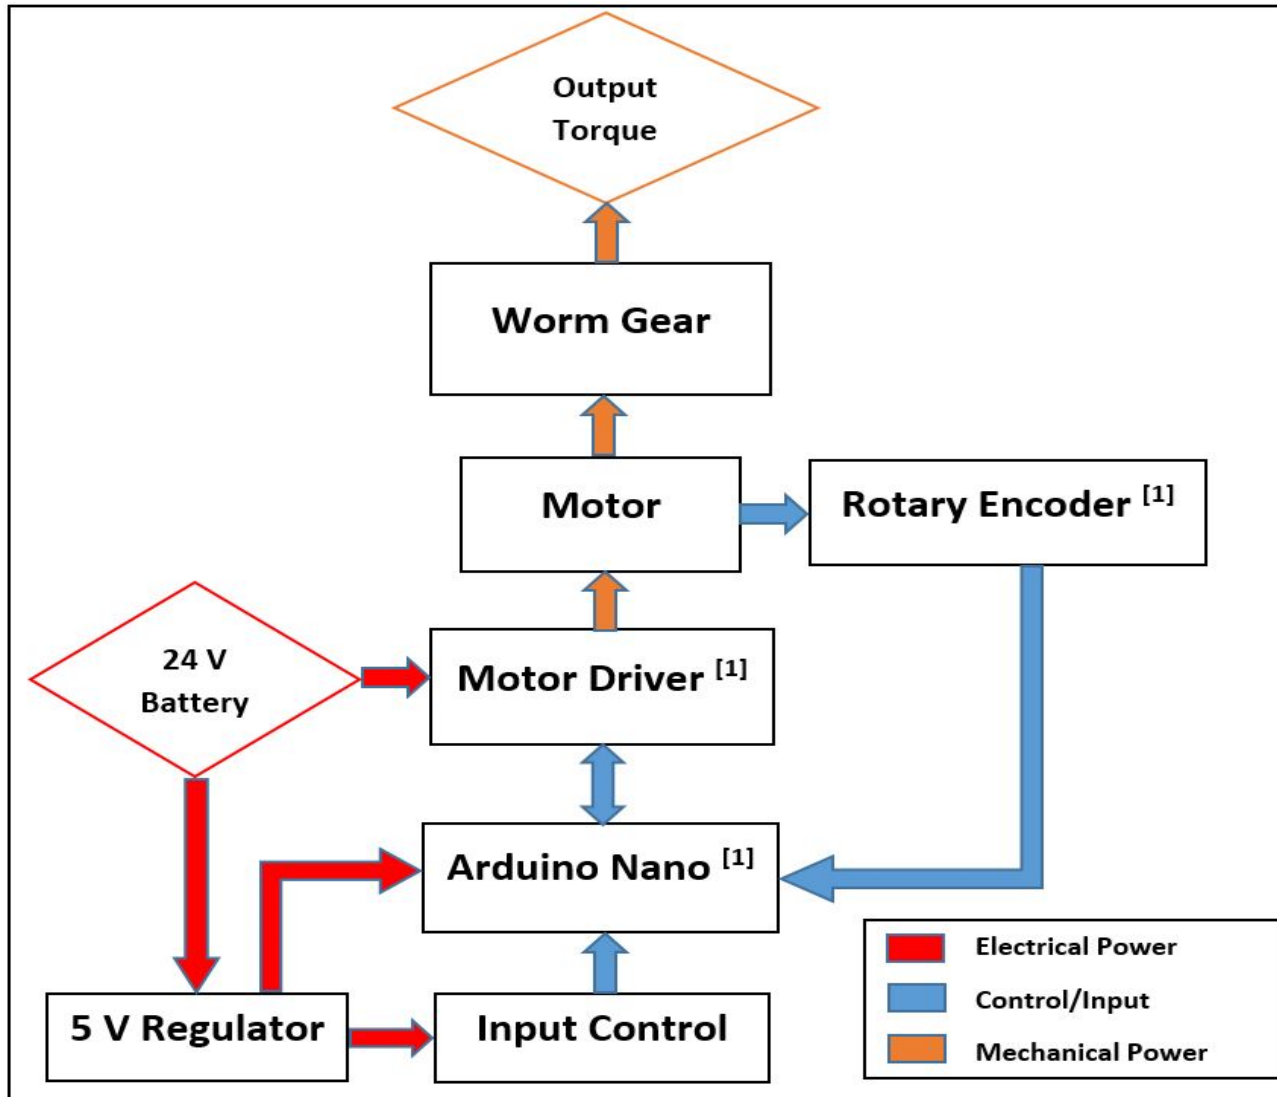 Output
Torque
Worm Gear
Motor
Rotary Encoder [1]
24 V
Battery
Motor Driver [1]
Arduino Nano [1]
5 V Regulator
Input Control
Electrical Power
Control/Input
Mechanical Power